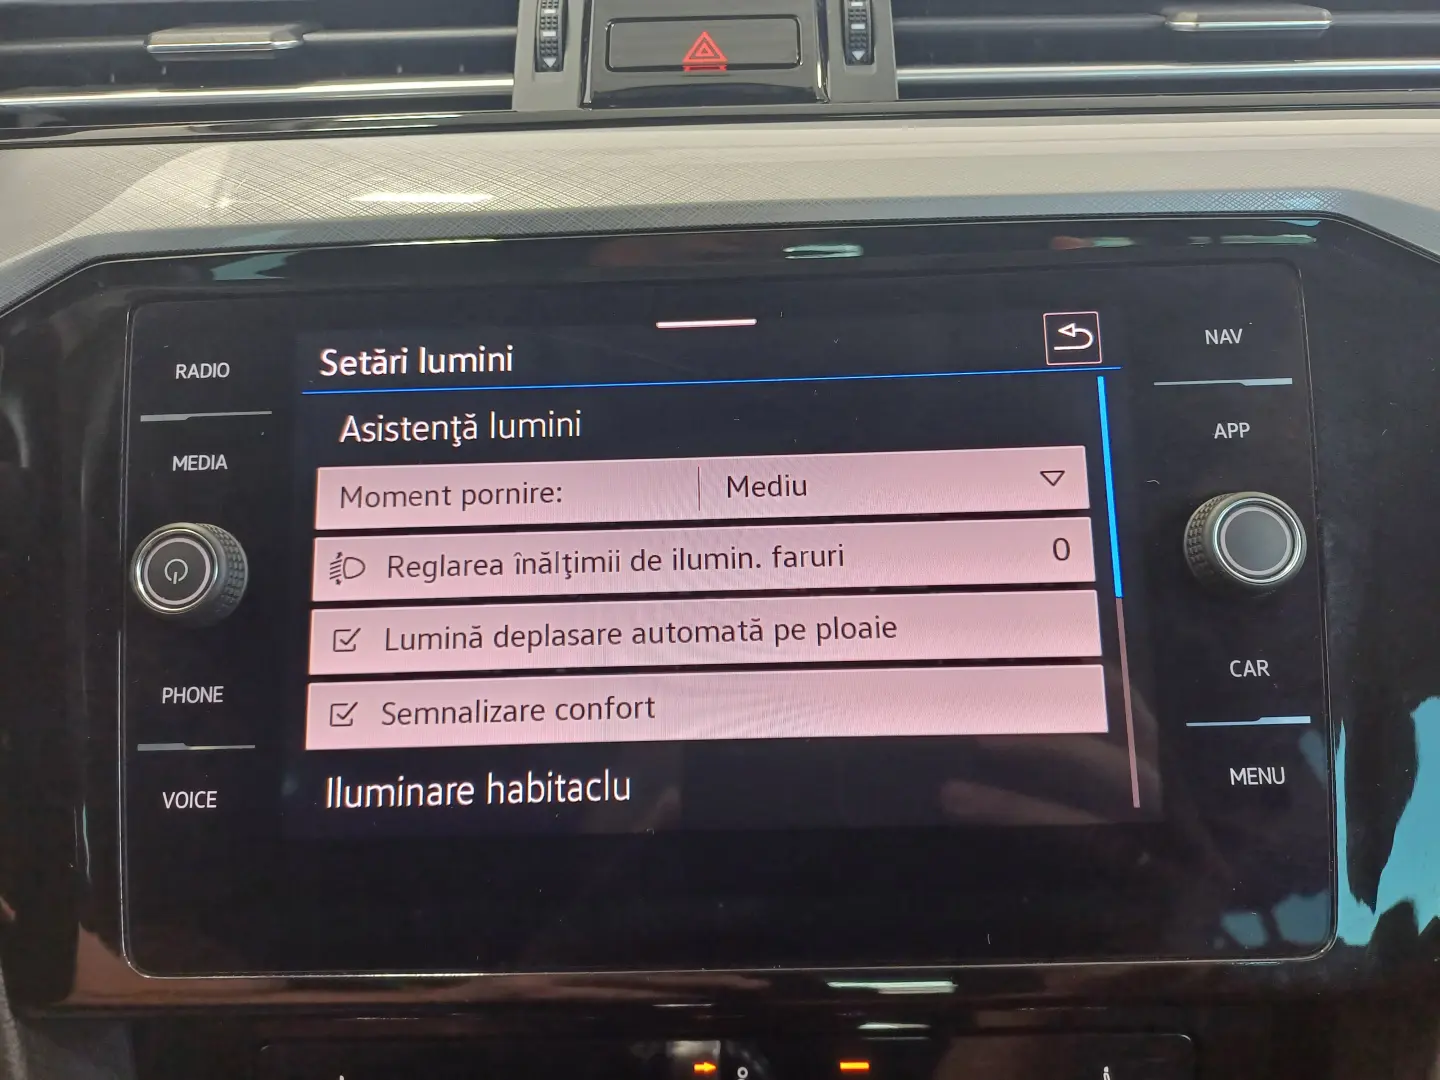 RADIO
MEDIA
PHONE
VOICE
Setări lumini
Asistenţă lumini
Moment pornire: Mediu
Reglarea înălţimii de ilumin. faruri 0
Lumină deplasare automată pe ploaie
Semnalizare confort
Iluminare habitaclu
NAV
APP
CAR
MENU